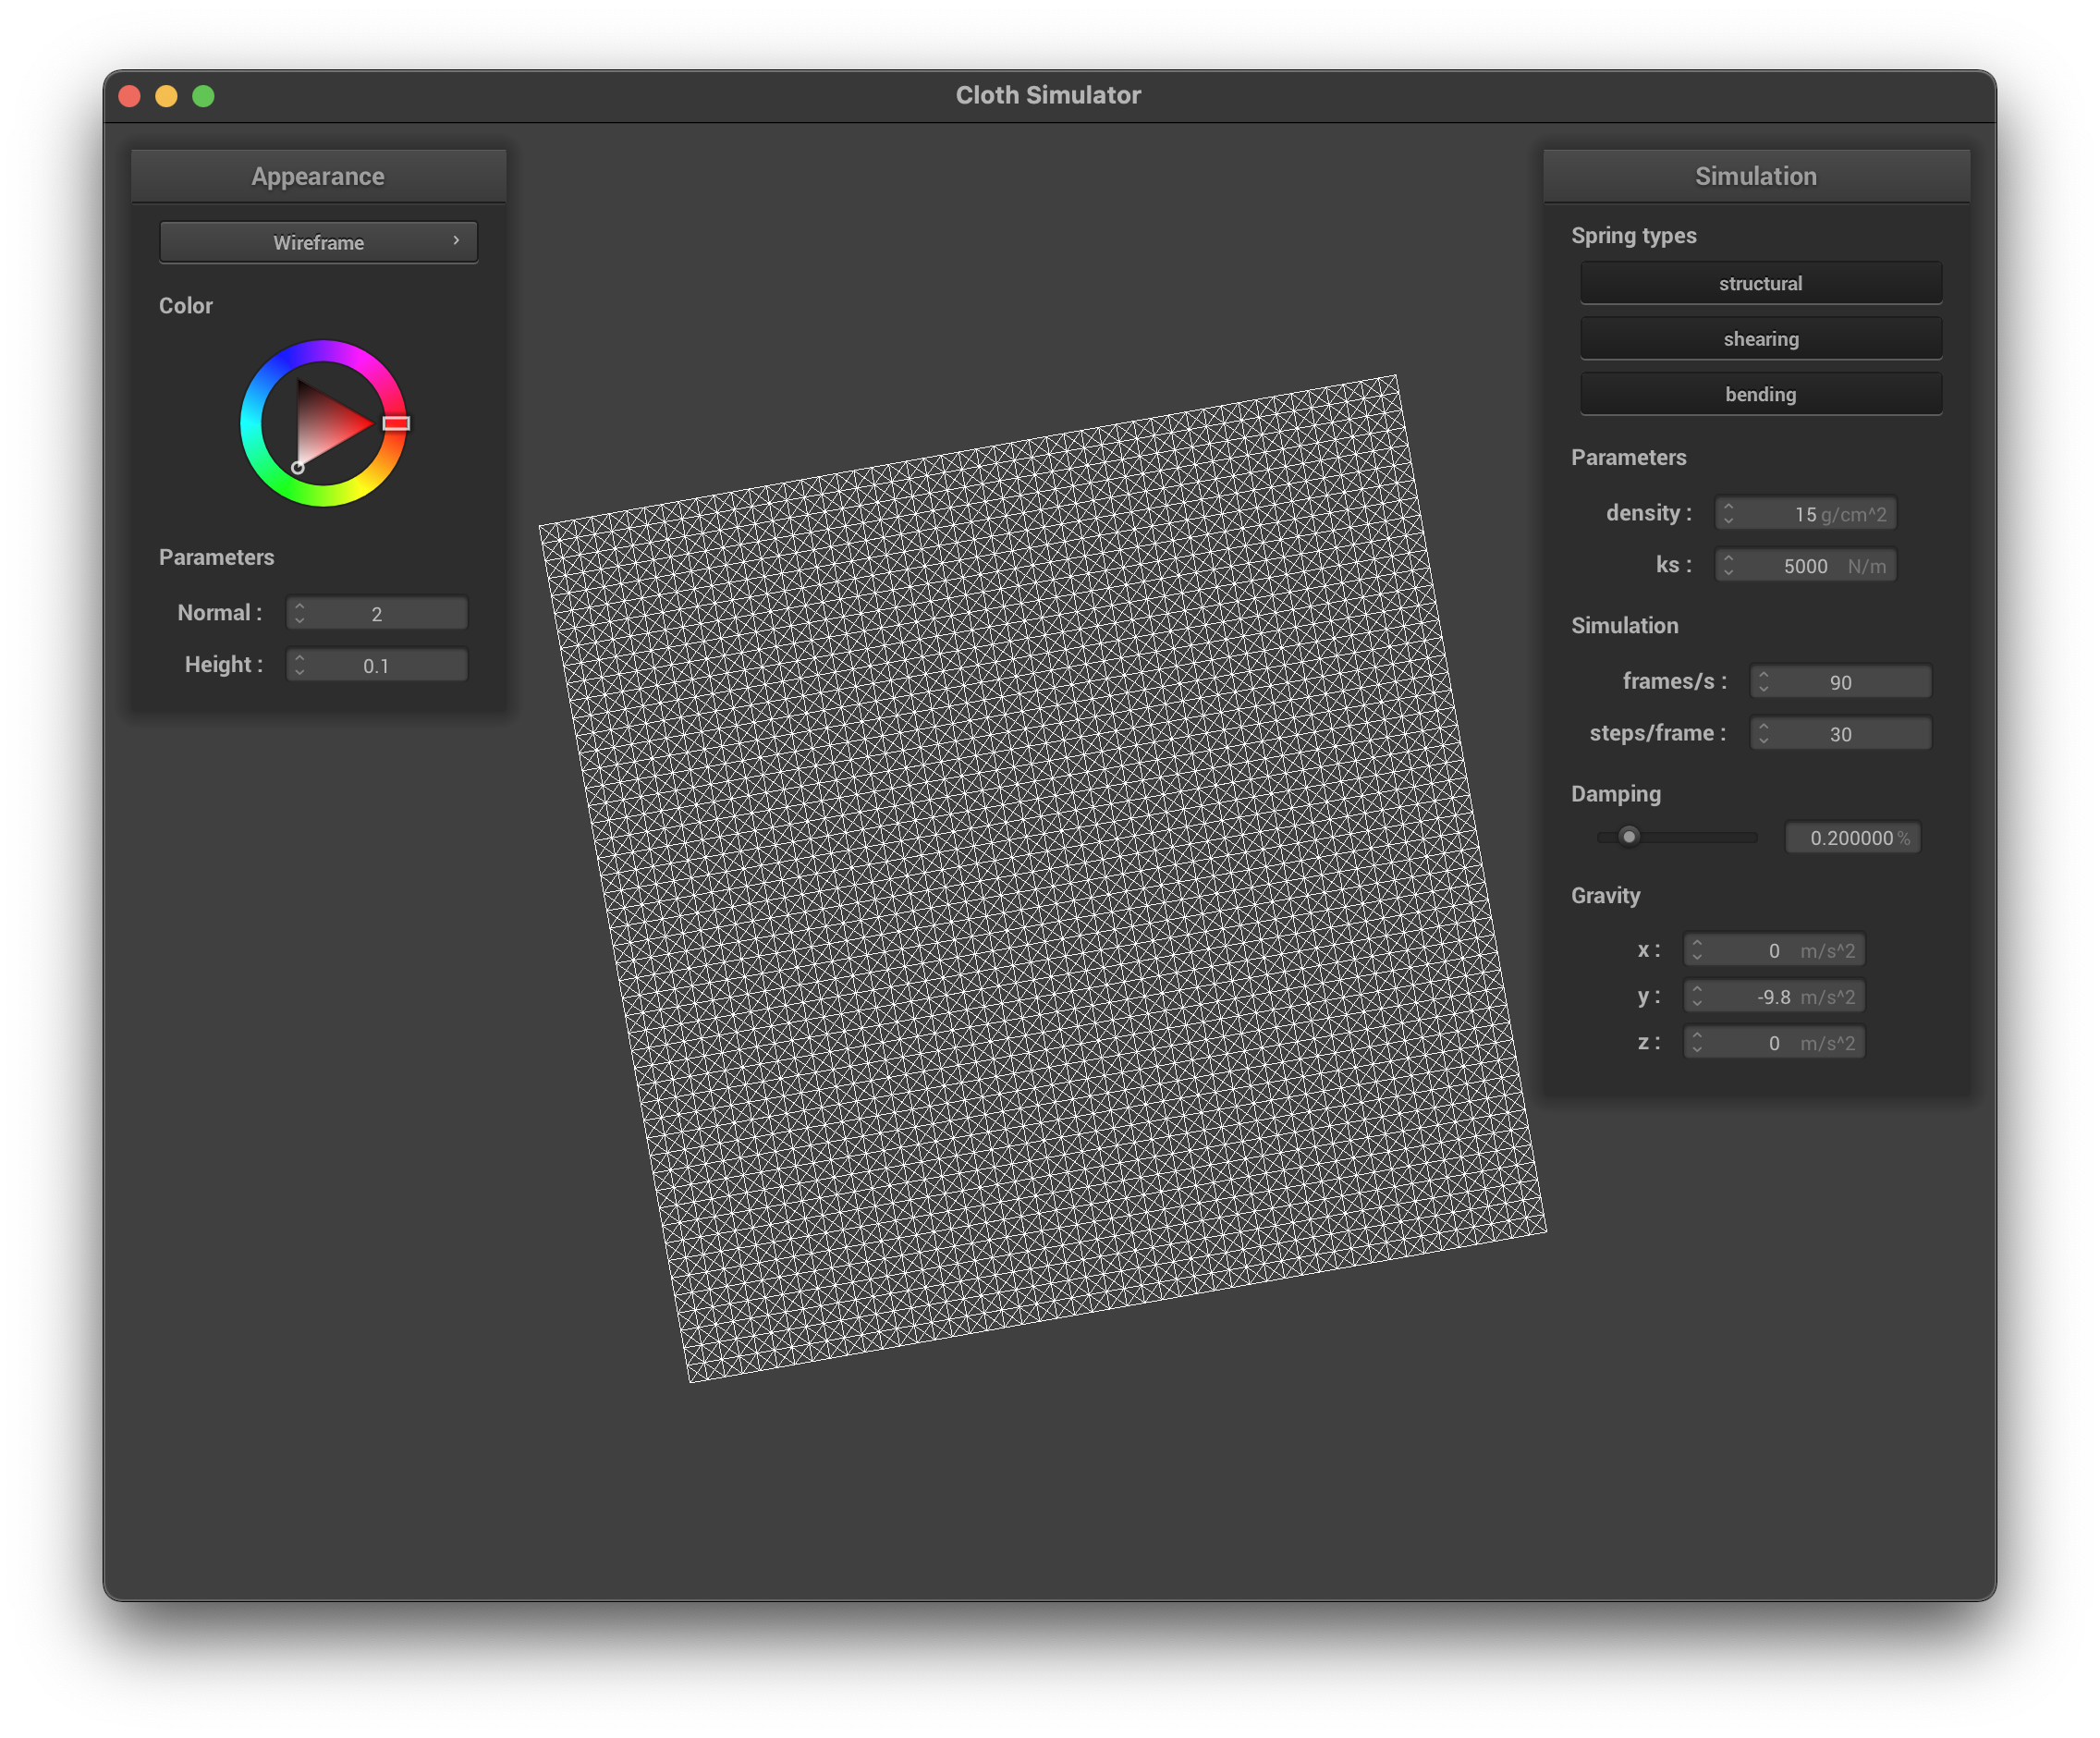 Cloth Simulator
Appearance
Wireframe
Color
Parameters
Normal : 2
Height : 0.1
Simulation
Spring types
structural
shearing
bending
Parameters
density : 15 g/cm^2
ks : 5000 N/m
Simulation
frames/s : 90
steps/frame : 30
Damping
0.200000 %
Gravity
x : 0 m/s^2
y : -9.8 m/s^2
z : 0 m/s^2